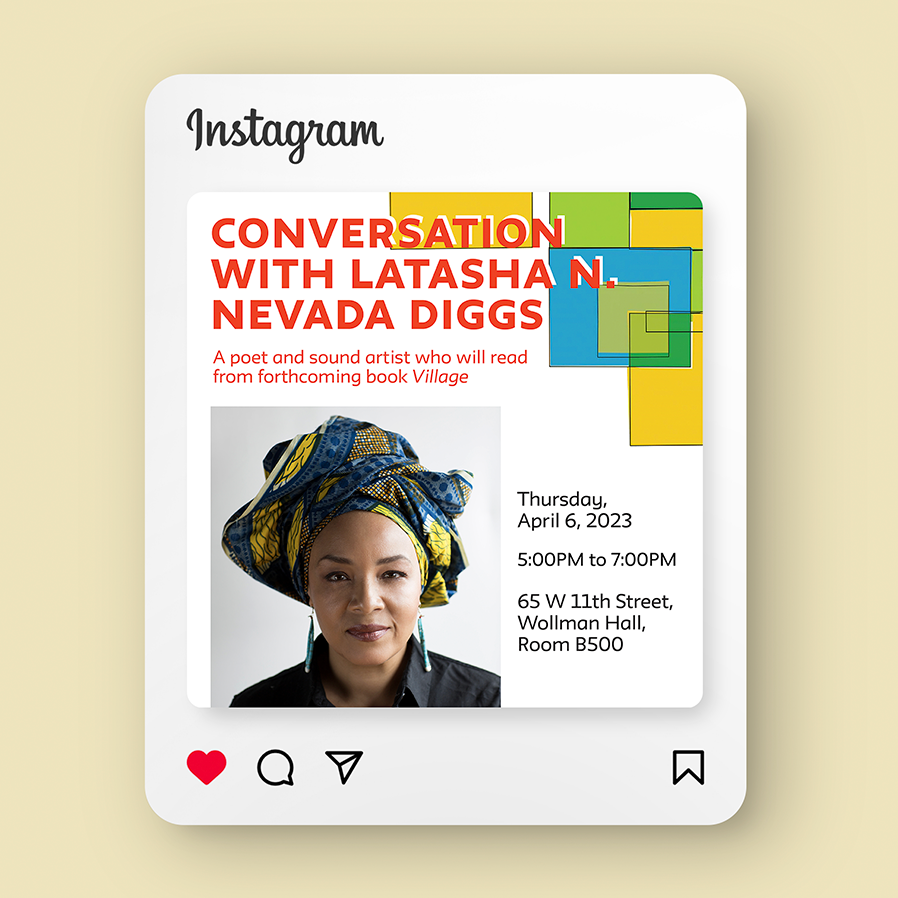 Instagram
CONVERSATION
WITH LATASHA N.
NEVADA DIGGS
A poet and sound artist who will read
from forthcoming book Village
Thursday,
April 6, 2023
5:00PM to 7:00PM
65 W 11th Street,
Wollman Hall,
Room B500